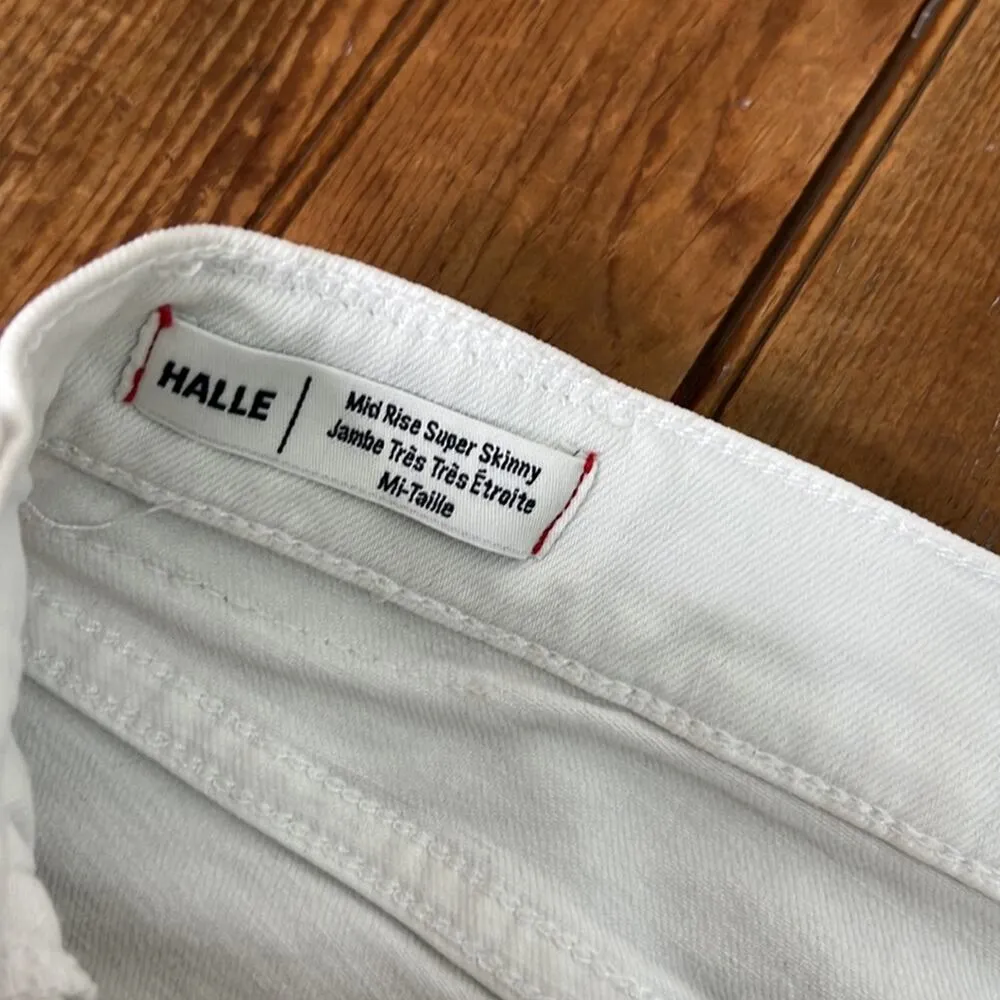 HALLE
Mid Rise Super Skinny
Jambe Très Très Étroite
Mi-Taille